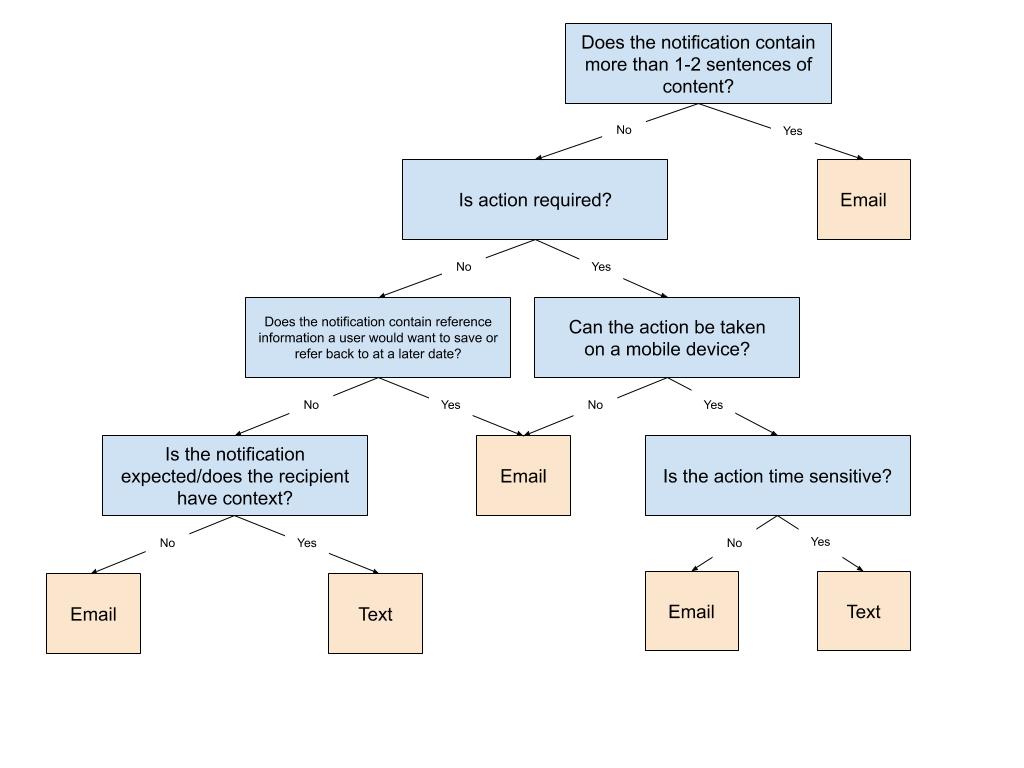 Does the notification contain
more than 1-2 sentences of
content?
No
Yes
Is action required?
Email
No
Yes
Does the notification contain reference
information a user would want to save or
refer back to at a later date?
Can the action be taken
on a mobile device?
No
Yes
No
Yes
Is the notification
expected/does the recipient
have context?
Email
Is the action time sensitive?
No
Yes
No
Yes
Email
Text
Email
Text